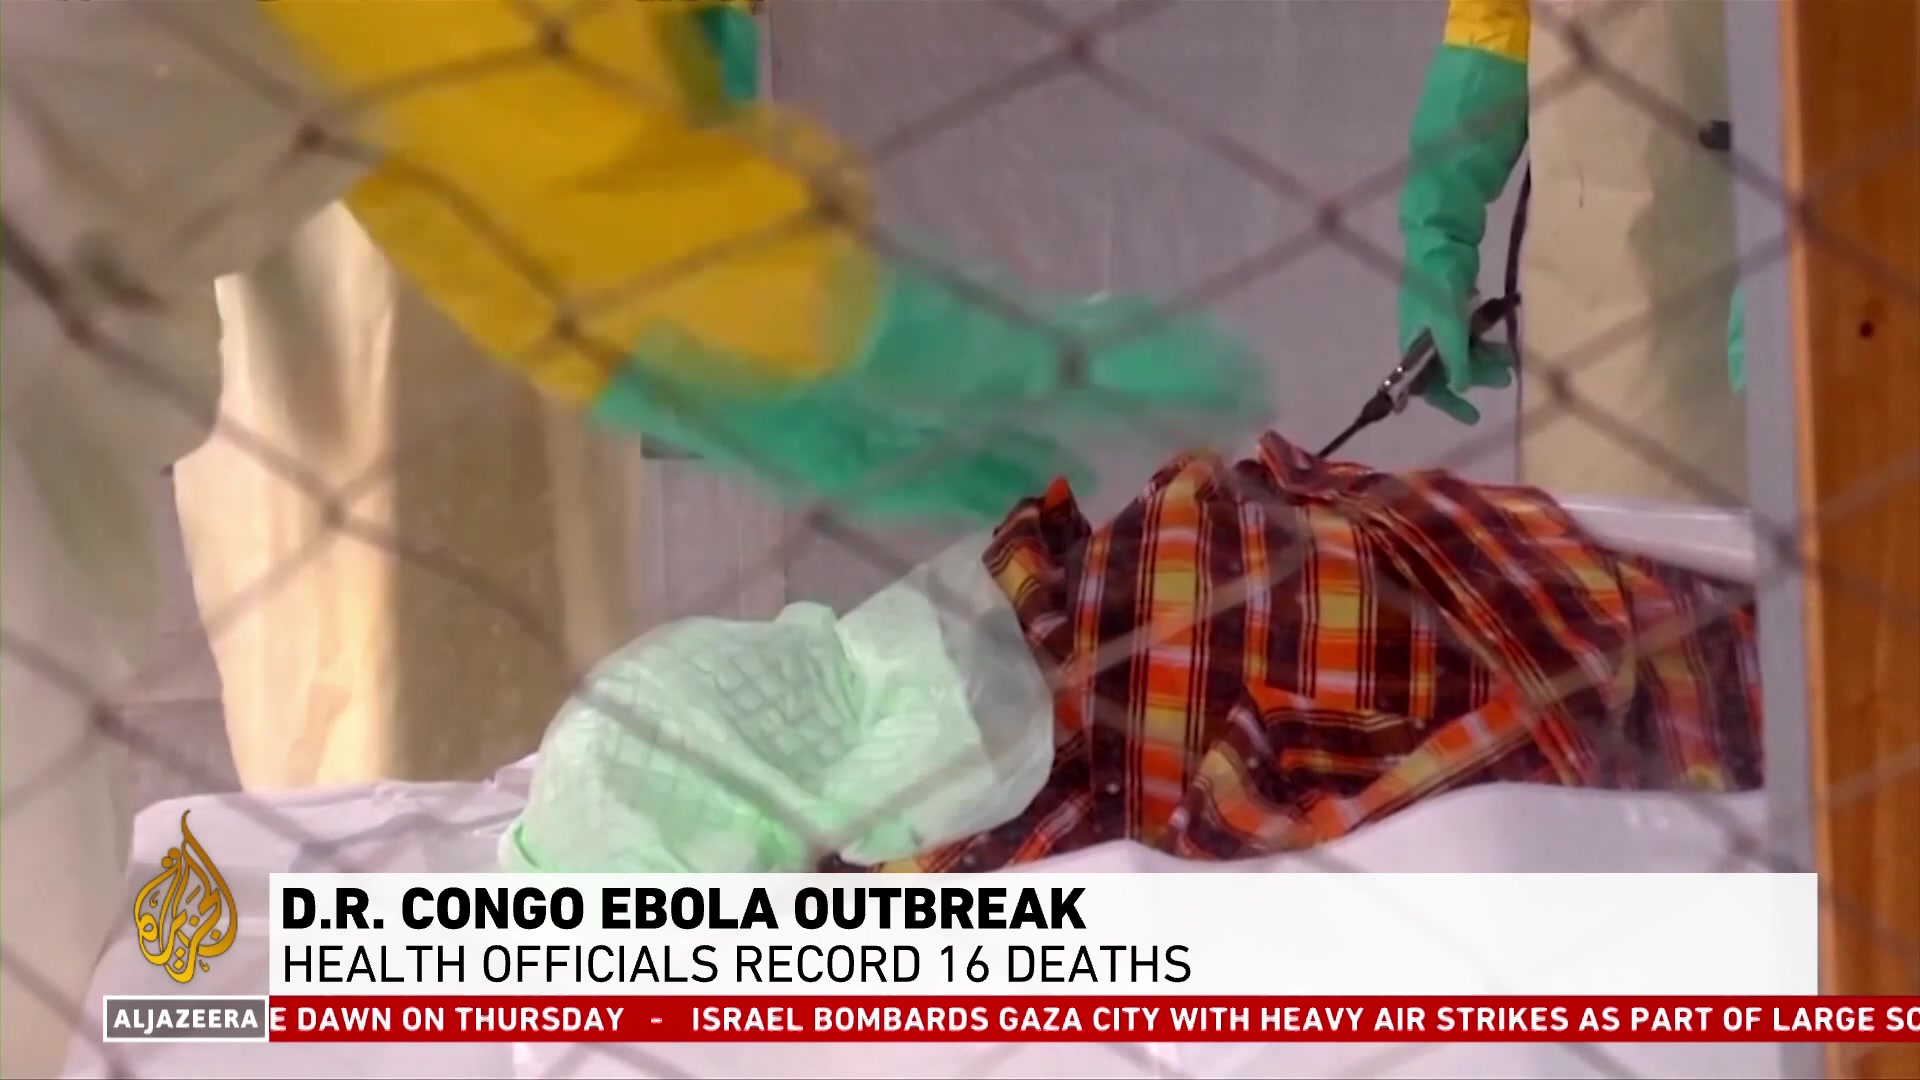 D.R. CONGO EBOLA OUTBREAK
HEALTH OFFICIALS RECORD 16 DEATHS
ALJAZEERA
E DAWN ON THURSDAY - ISRAEL BOMBARDS GAZA CITY WITH HEAVY AIR STRIKES AS PART OF LARGE SC